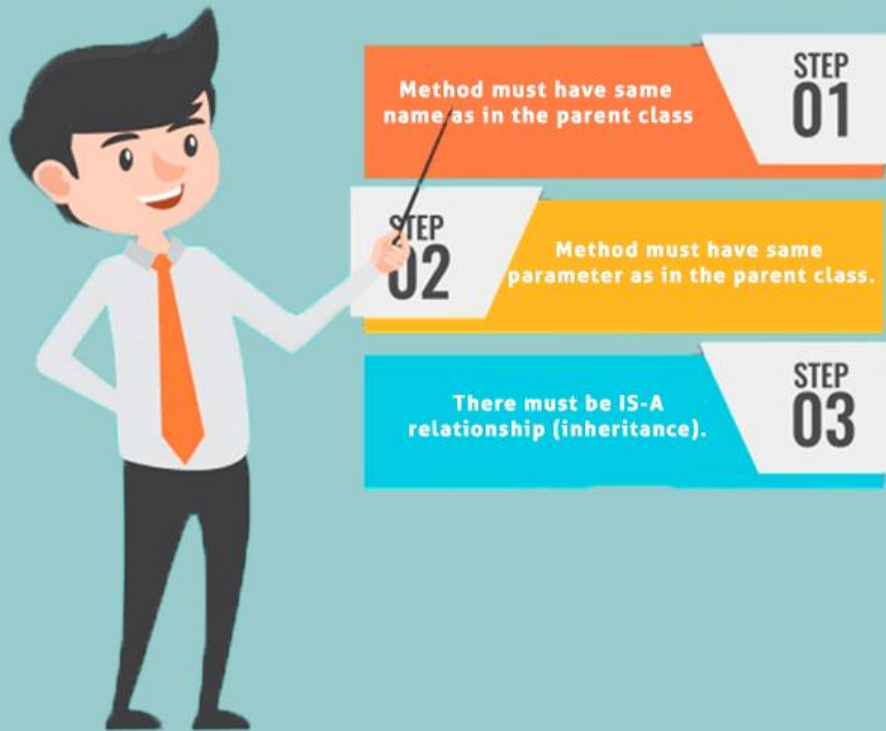 Method must have same
name as in the parent class
STEP
01
STEP
02
Method must have same
parameter as in the parent class.
There must be IS-A
relationship (inheritance).
STEP
03